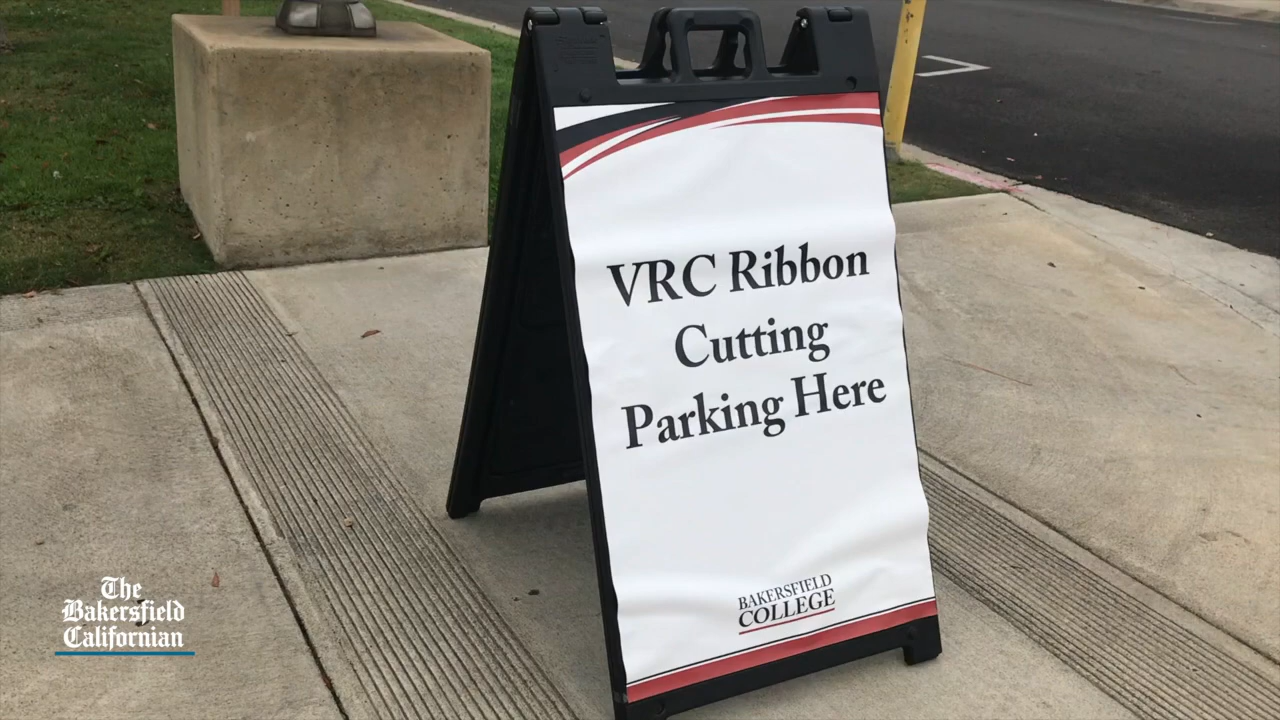 VRC Ribbon
Cutting
Parking Here
BAKERSFIELD
COLLEGE
The
Bakersfield
Californian